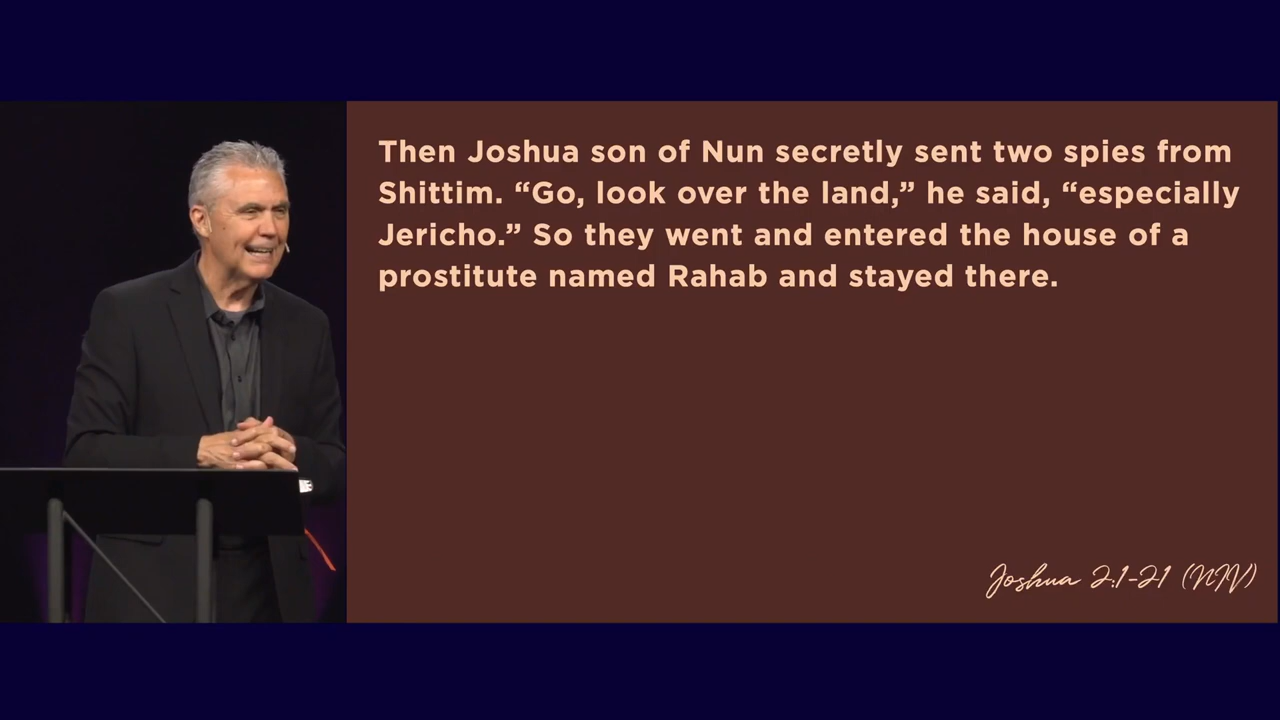 Then Joshua son of Nun secretly sent two spies from
Shittim. “Go, look over the land,” he said, “especially
Jericho.” So they went and entered the house of a
prostitute named Rahab and stayed there.
Joshua 2:1-21 (NIV)